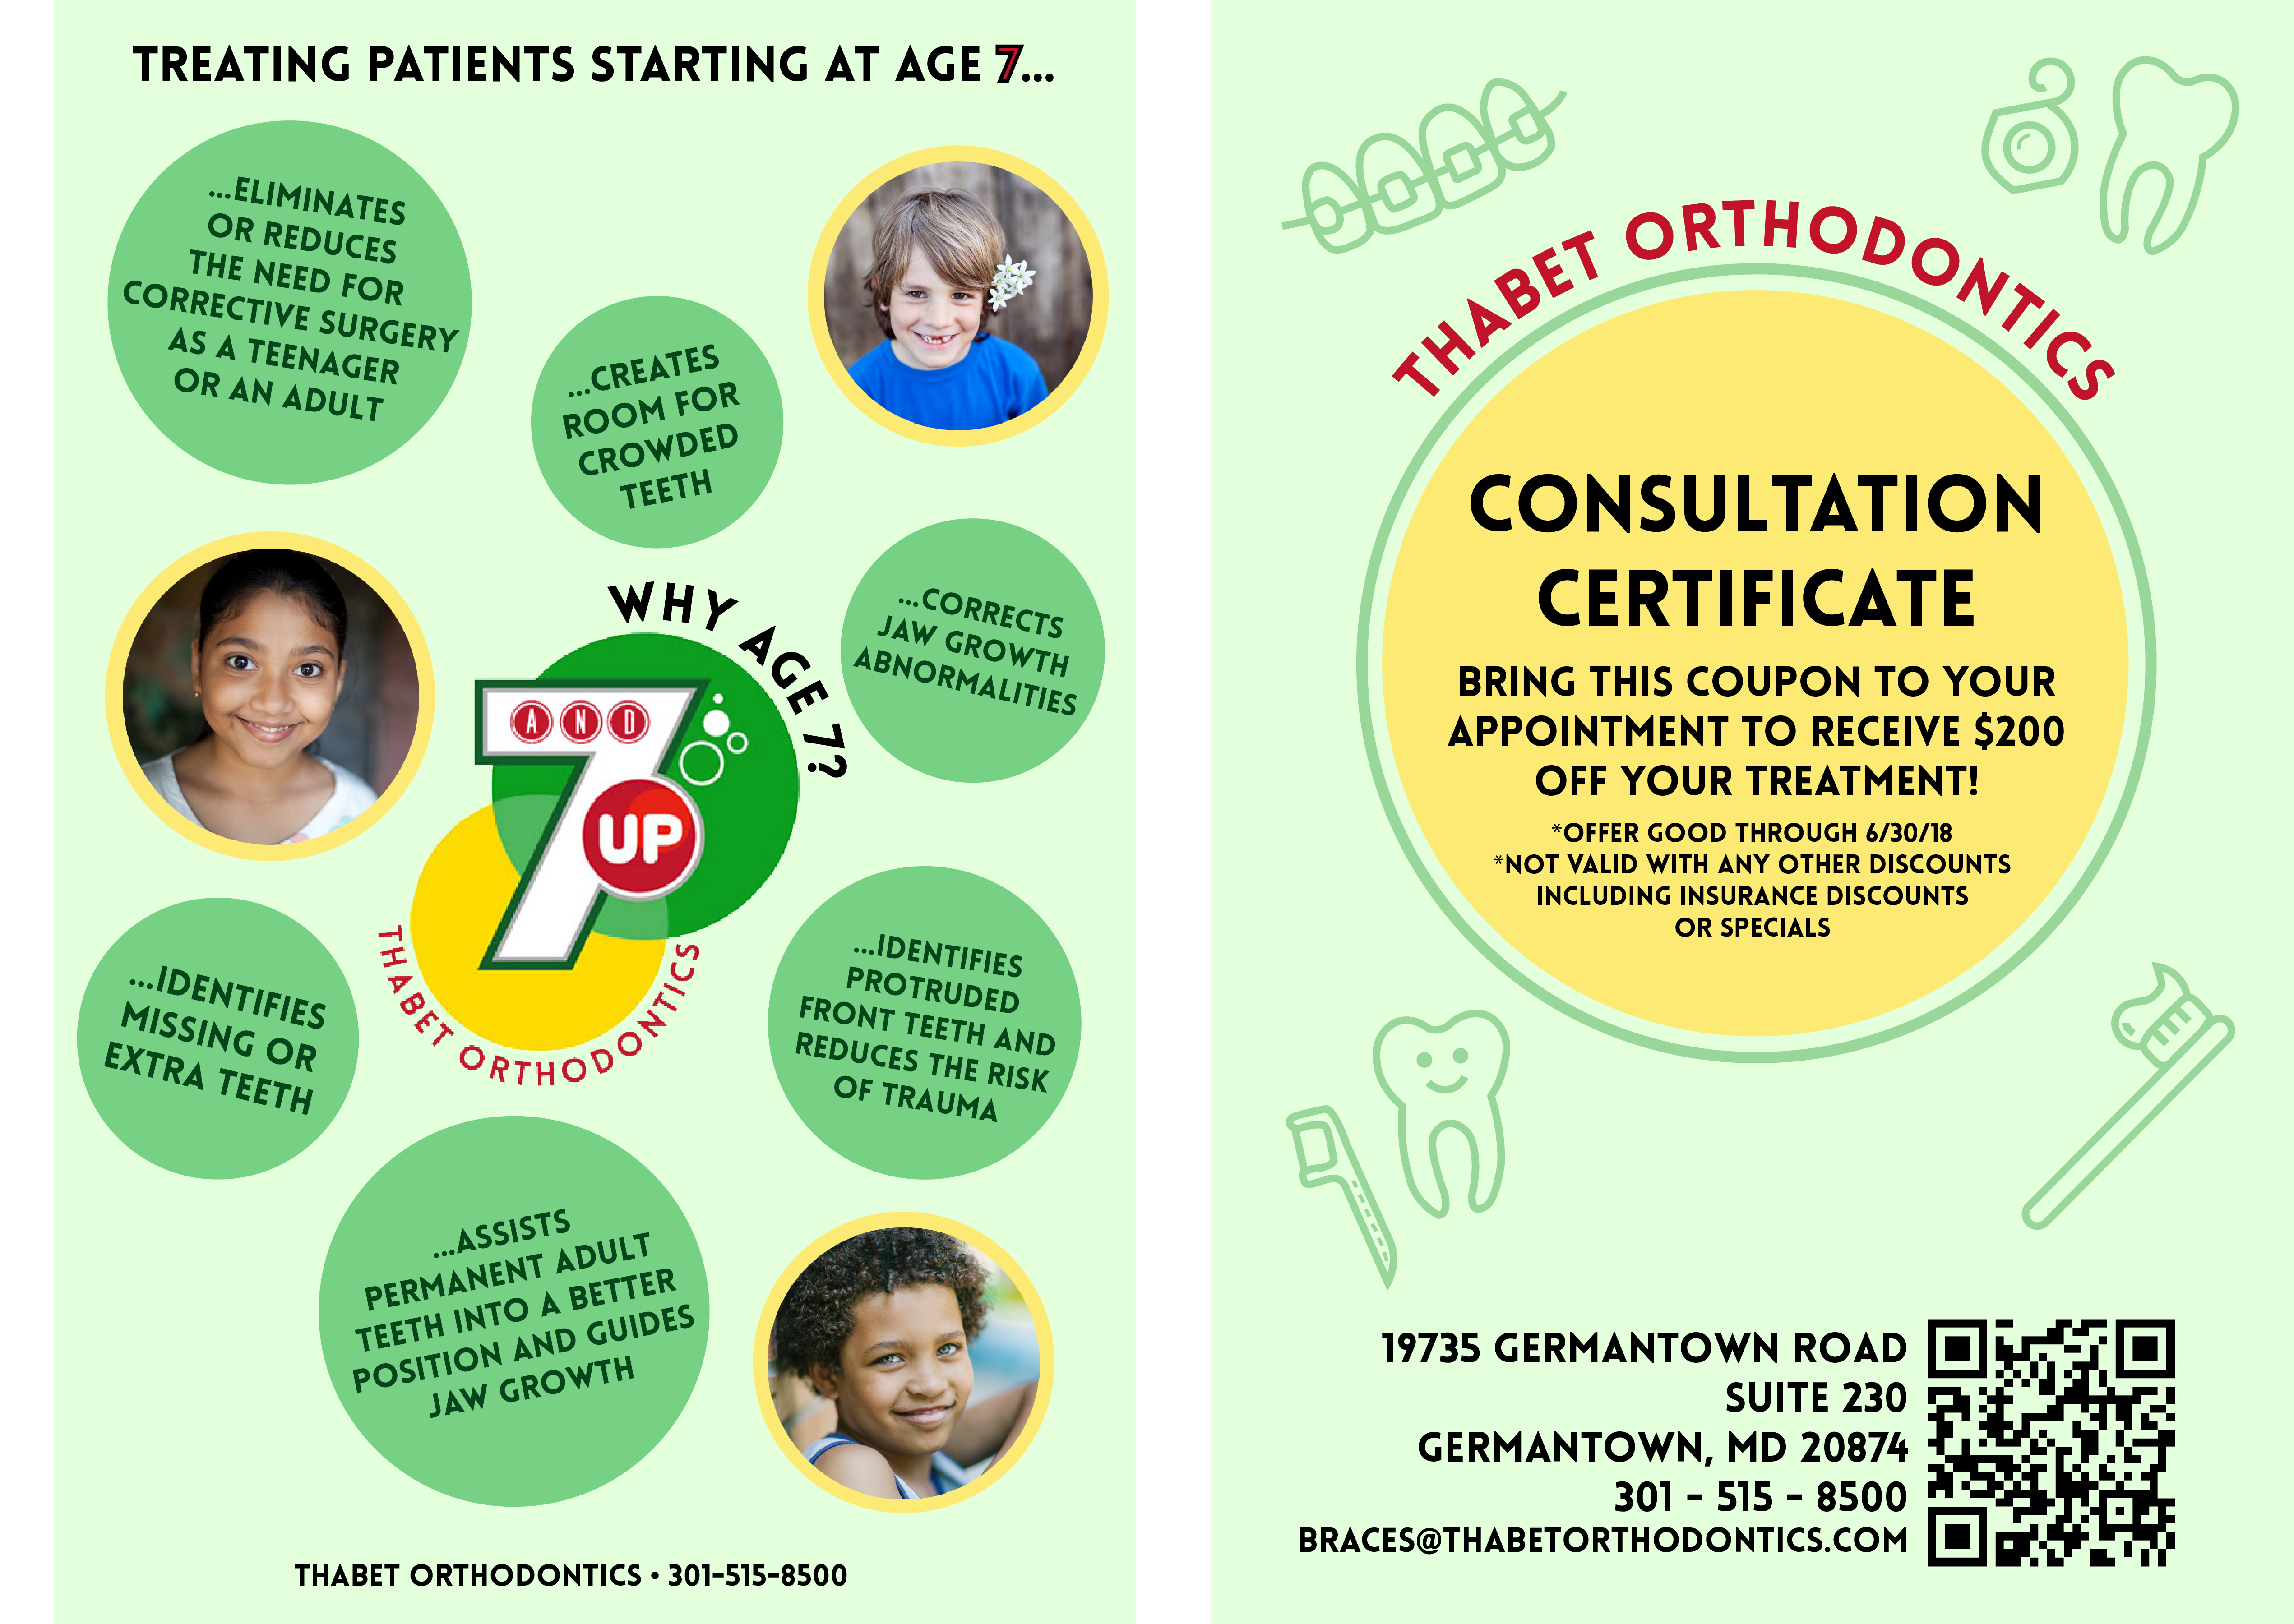 TREATING PATIENTS STARTING AT AGE 7...
...ELIMINATES
OR REDUCES
THE NEED FOR
CORRECTIVE SURGERY
AS A TEENAGER
OR AN ADULT
...CREATES
ROOM FOR
CROWDED
TEETH
WHY AGE 7?
...CORRECTS
JAW GROWTH
ABNORMALITIES
AND
7
UP
THABET ORTHODONTICS
...IDENTIFIES
MISSING OR
EXTRA TEETH
...IDENTIFIES
PROTRUDED
FRONT TEETH AND
REDUCES THE RISK
OF TRAUMA
...ASSISTS
PERMANENT ADULT
TEETH INTO A BETTER
POSITION AND GUIDES
JAW GROWTH
THABET ORTHODONTICS • 301-515-8500
THABET ORTHODONTICS
CONSULTATION
CERTIFICATE
BRING THIS COUPON TO YOUR
APPOINTMENT TO RECEIVE $200
OFF YOUR TREATMENT!
*OFFER GOOD THROUGH 6/30/18
*NOT VALID WITH ANY OTHER DISCOUNTS
INCLUDING INSURANCE DISCOUNTS
OR SPECIALS
19735 GERMANTOWN ROAD
SUITE 230
GERMANTOWN, MD 20874
301 - 515 - 8500
BRACES@THABETORTHODONTICS.COM